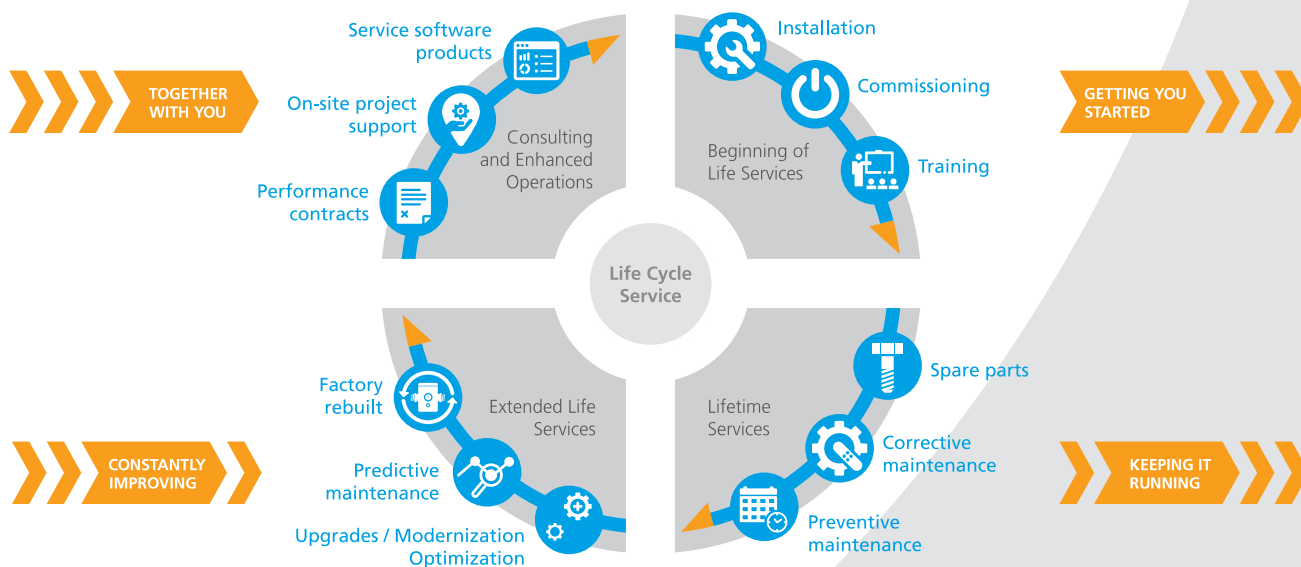 Service software
products
Installation
TOGETHER
WITH YOU
On-site project
support
Commissioning
GETTING YOU
STARTED
Consulting
and Enhanced
Operations
Beginning of
Life Services
Training
Performance
contracts
Life Cycle
Service
Factory
rebuilt
Extended Life
Services
Lifetime
Services
Spare parts
CONSTANTLY
IMPROVING
Predictive
maintenance
Corrective
maintenance
KEEPING IT
RUNNING
Upgrades / Modernization
Optimization
Preventive
maintenance